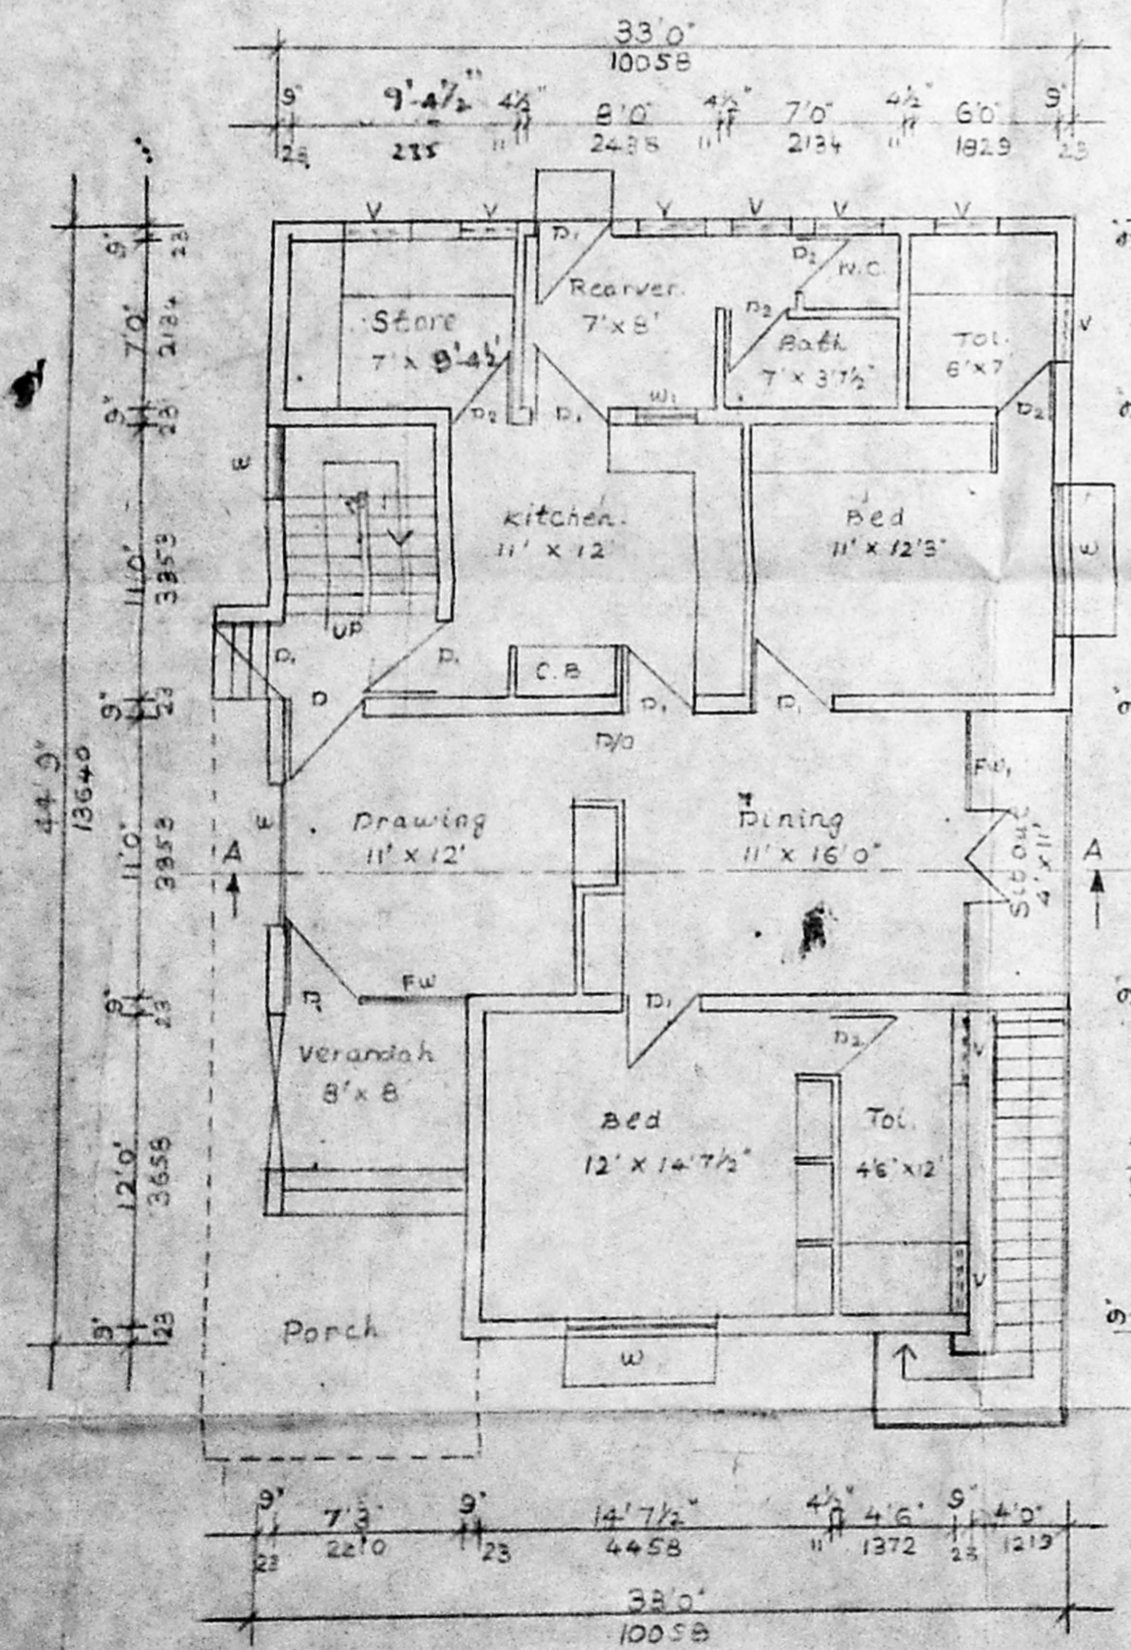 33'0"
10058
9" 9'-4½" 4½" 8'0" 4½" 7'0" 4½" 6'0" 9"
23 235 11 2438 11 2134 11 1829 23
V V V V V V
9"
23
D1
D2
W.C.
Rearver.
7' x 8'
Store
7' x 9'-4½'
7'0"
2134
D2
Bath
7' x 3'7½"
Tol.
6' x 7
V
W1
9"
23
D2
D1
D2
W
Kitchen.
11' x 12'
Bed
11' x 12'3"
W
11'0"
3353
UP
D1
D1
C.B
D
D1
D1
9"
23
D/O
44'9"
13640
FW1
W
Drawing
11' x 12'
Dining
11' x 16'0"
Sit out
4' x 11'
11'0"
3353
A
A
FW
D
D1
9"
23
D2
V
Verandah
8' x 8
Bed
12' x 14'7½"
Tol.
4'6" x 12'
12'0"
3658
V
Porch
W
9"
23
9"
9" 7'3" 9" 14'7½" 4½" 4'6" 9" 4'0"
23 2210 23 4458 11 1372 23 1219
33'0"
10058